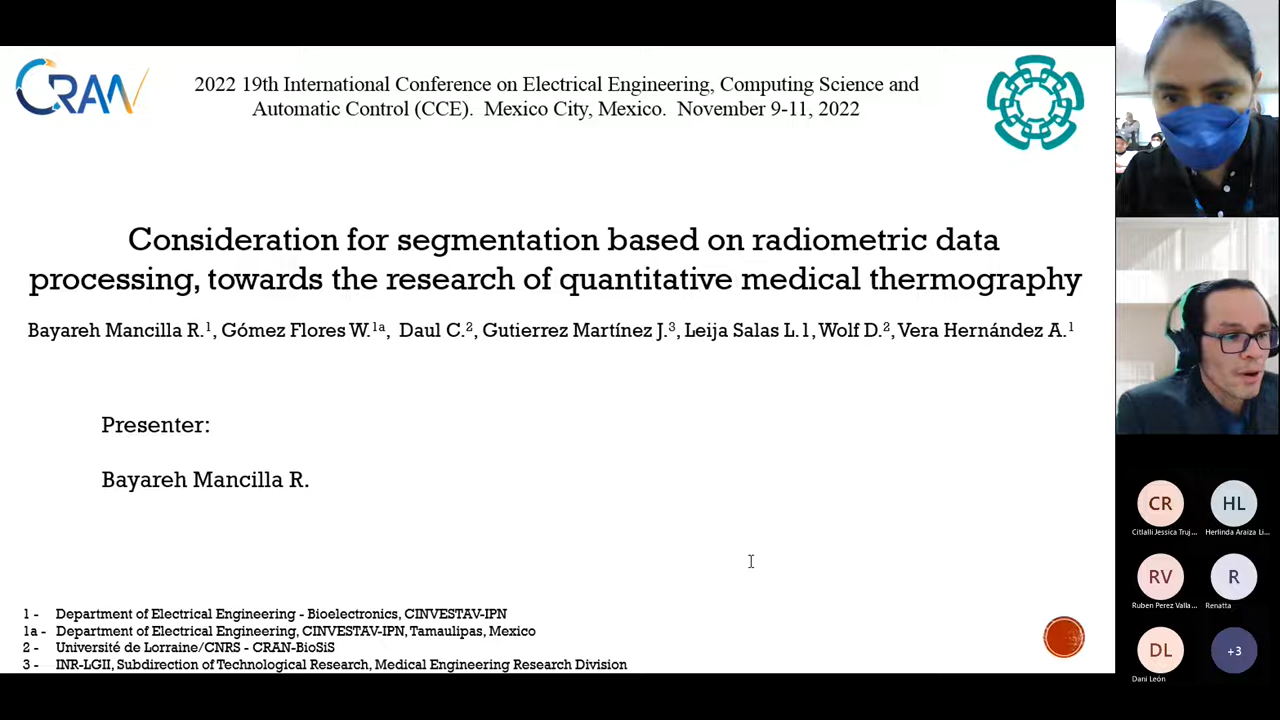 CRAN
2022 19th International Conference on Electrical Engineering, Computing Science and
Automatic Control (CCE). Mexico City, Mexico. November 9-11, 2022
Consideration for segmentation based on radiometric data
processing, towards the research of quantitative medical thermography
Bayareh Mancilla R.¹, Gómez Flores W.¹ᵃ, Daul C.², Gutierrez Martínez J.³, Leija Salas L.1, Wolf D.², Vera Hernández A.¹
Presenter:
Bayareh Mancilla R.
1 - Department of Electrical Engineering - Bioelectronics, CINVESTAV-IPN
1a - Department of Electrical Engineering, CINVESTAV-IPN, Tamaulipas, Mexico
2 - Université de Lorraine/CNRS - CRAN-BioSiS
3 - INR-LGII, Subdirection of Technological Research, Medical Engineering Research Division
CR
HL
Citlalli Jessica Truj...
Herlinda Araiza Li...
RV
R
Ruben Perez Valla...
Renatta
DL
+3
Dani León